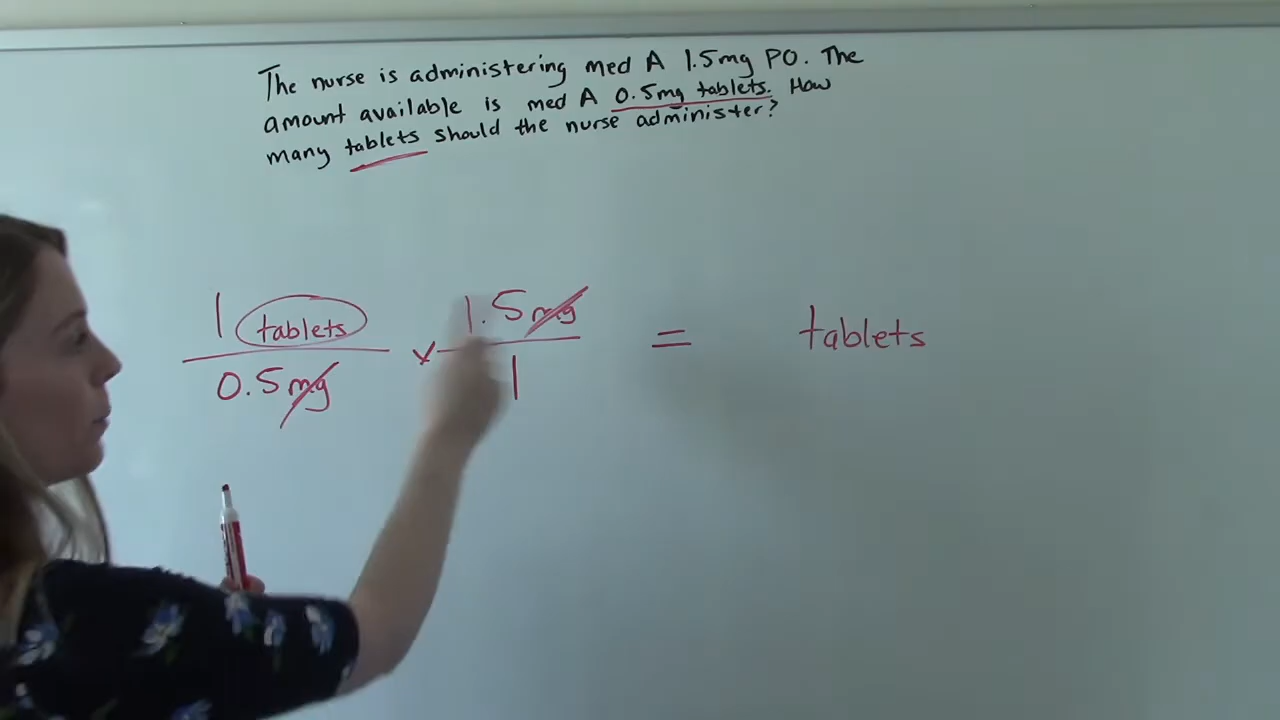 The nurse is administering med A 1.5mg PO. The
amount available is med A 0.5mg tablets. How
many tablets should the nurse administer?
1 tablets x 1.5mg = tablets
0.5mg 1